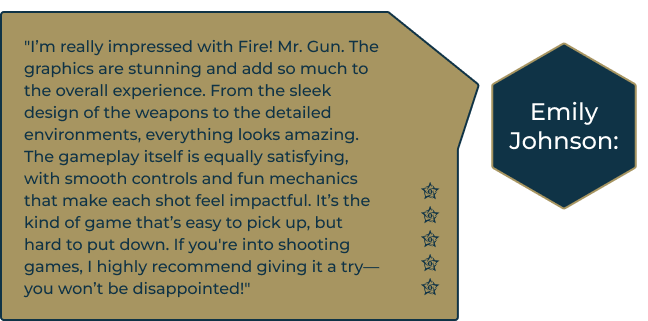 "I’m really impressed with Fire! Mr. Gun. The
graphics are stunning and add so much to
the overall experience. From the sleek
design of the weapons to the detailed
environments, everything looks amazing.
The gameplay itself is equally satisfying,
with smooth controls and fun mechanics
that make each shot feel impactful. It’s the
kind of game that’s easy to pick up, but
hard to put down. If you're into shooting
games, I highly recommend giving it a try—
you won’t be disappointed!"
Emily
Johnson: